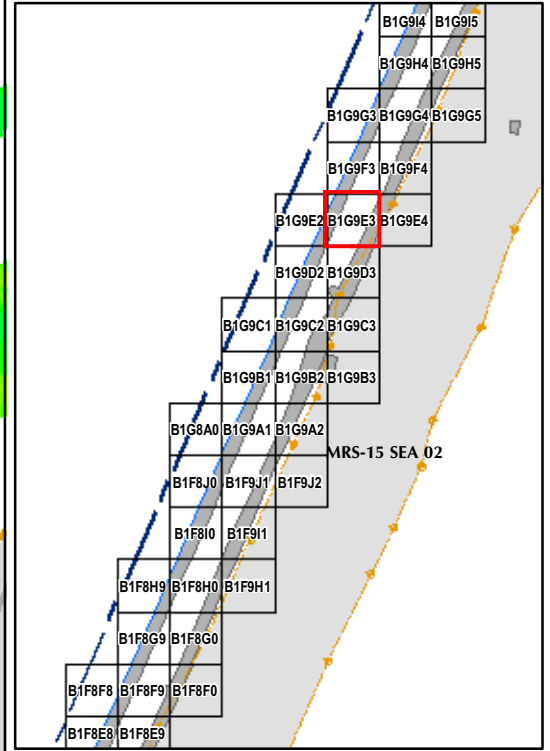 B1G9I4 B1G9I5
B1G9H4 B1G9H5
B1G9G3 B1G9G4 B1G9G5
B1G9F3 B1G9F4
B1G9E2 B1G9E3 B1G9E4
B1G9D2 B1G9D3
B1G9C1 B1G9C2 B1G9C3
B1G9B1 B1G9B2 B1G9B3
B1G8A0 B1G9A1 B1G9A2
MRS-15 SEA 02
B1F8J0 B1F9J1 B1F9J2
B1F8I0 B1F9I1
B1F8H9 B1F8H0 B1F9H1
B1F8G9 B1F8G0
B1F8F8 B1F8F9 B1F8F0
B1F8E8 B1F8E9